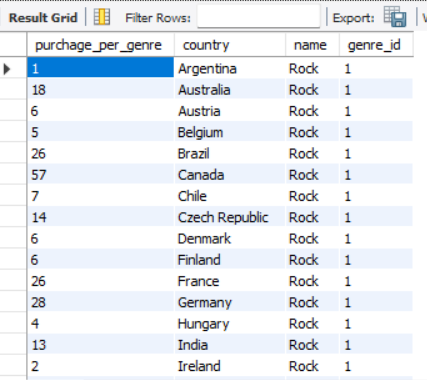 Result Grid Filter Rows: Export:
purchage_per_genre country name genre_id
1 Argentina Rock 1
18 Australia Rock 1
6 Austria Rock 1
5 Belgium Rock 1
26 Brazil Rock 1
57 Canada Rock 1
7 Chile Rock 1
14 Czech Republic Rock 1
6 Denmark Rock 1
6 Finland Rock 1
26 France Rock 1
28 Germany Rock 1
4 Hungary Rock 1
13 India Rock 1
2 Ireland Rock 1